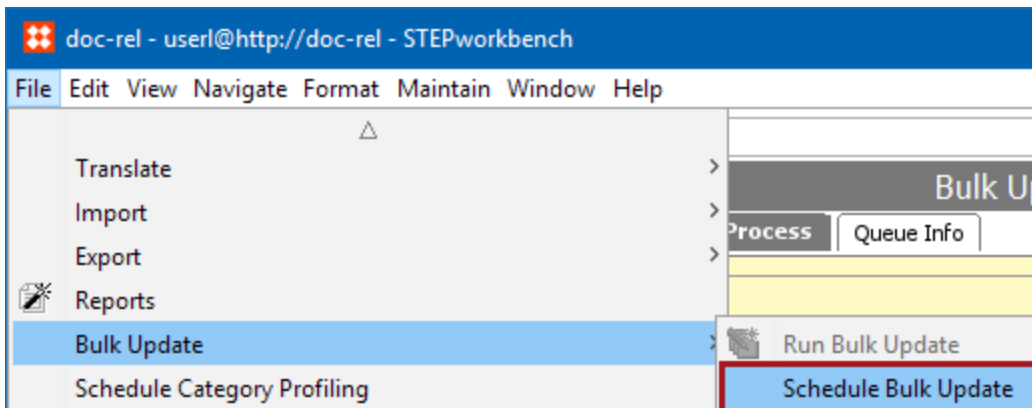 doc-rel - userl@http://doc-rel - STEPworkbench
File Edit View Navigate Format Maintain Window Help
Translate
Bulk U
Import
Process Queue Info
Export
Reports
Bulk Update Run Bulk Update
Schedule Category Profiling Schedule Bulk Update